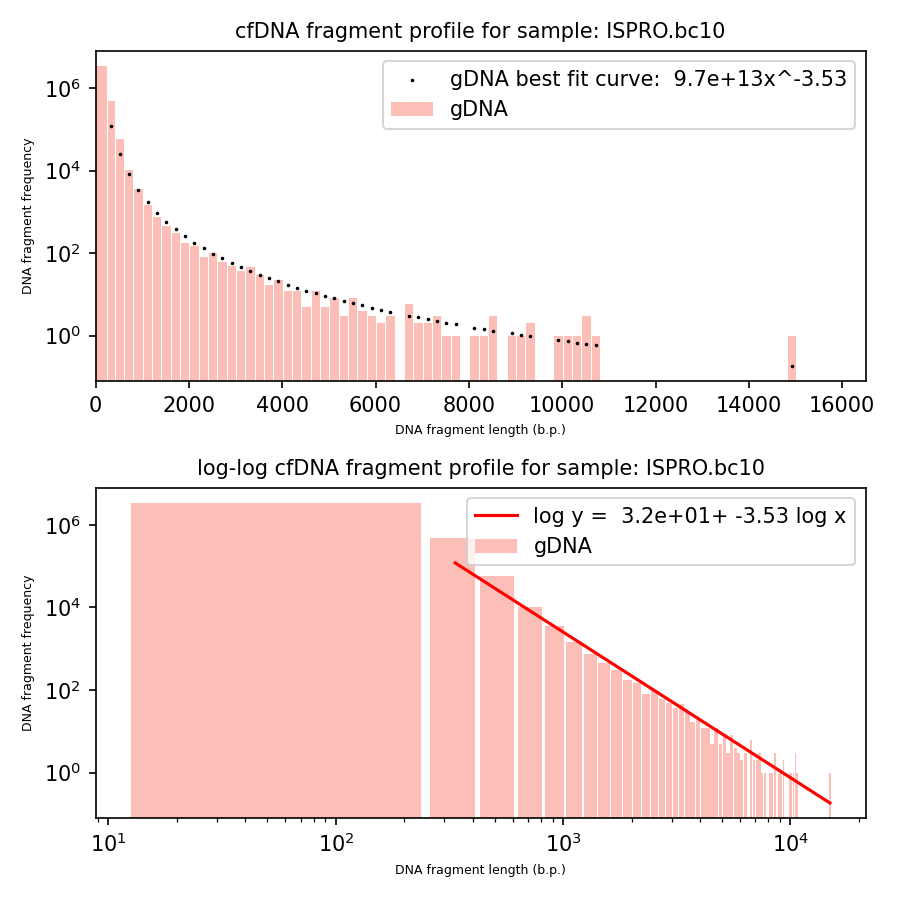 cfDNA fragment profile for sample: ISPRO.bc10
gDNA best fit curve:  9.7e+13x^-3.53
gDNA
DNA fragment frequency
10^6
10^4
10^2
10^0
0 2000 4000 6000 8000 10000 12000 14000 16000
DNA fragment length (b.p.)
log-log cfDNA fragment profile for sample: ISPRO.bc10
log y =  3.2e+01+ -3.53 log x
gDNA
DNA fragment frequency
10^6
10^4
10^2
10^0
10^1 10^2 10^3 10^4
DNA fragment length (b.p.)